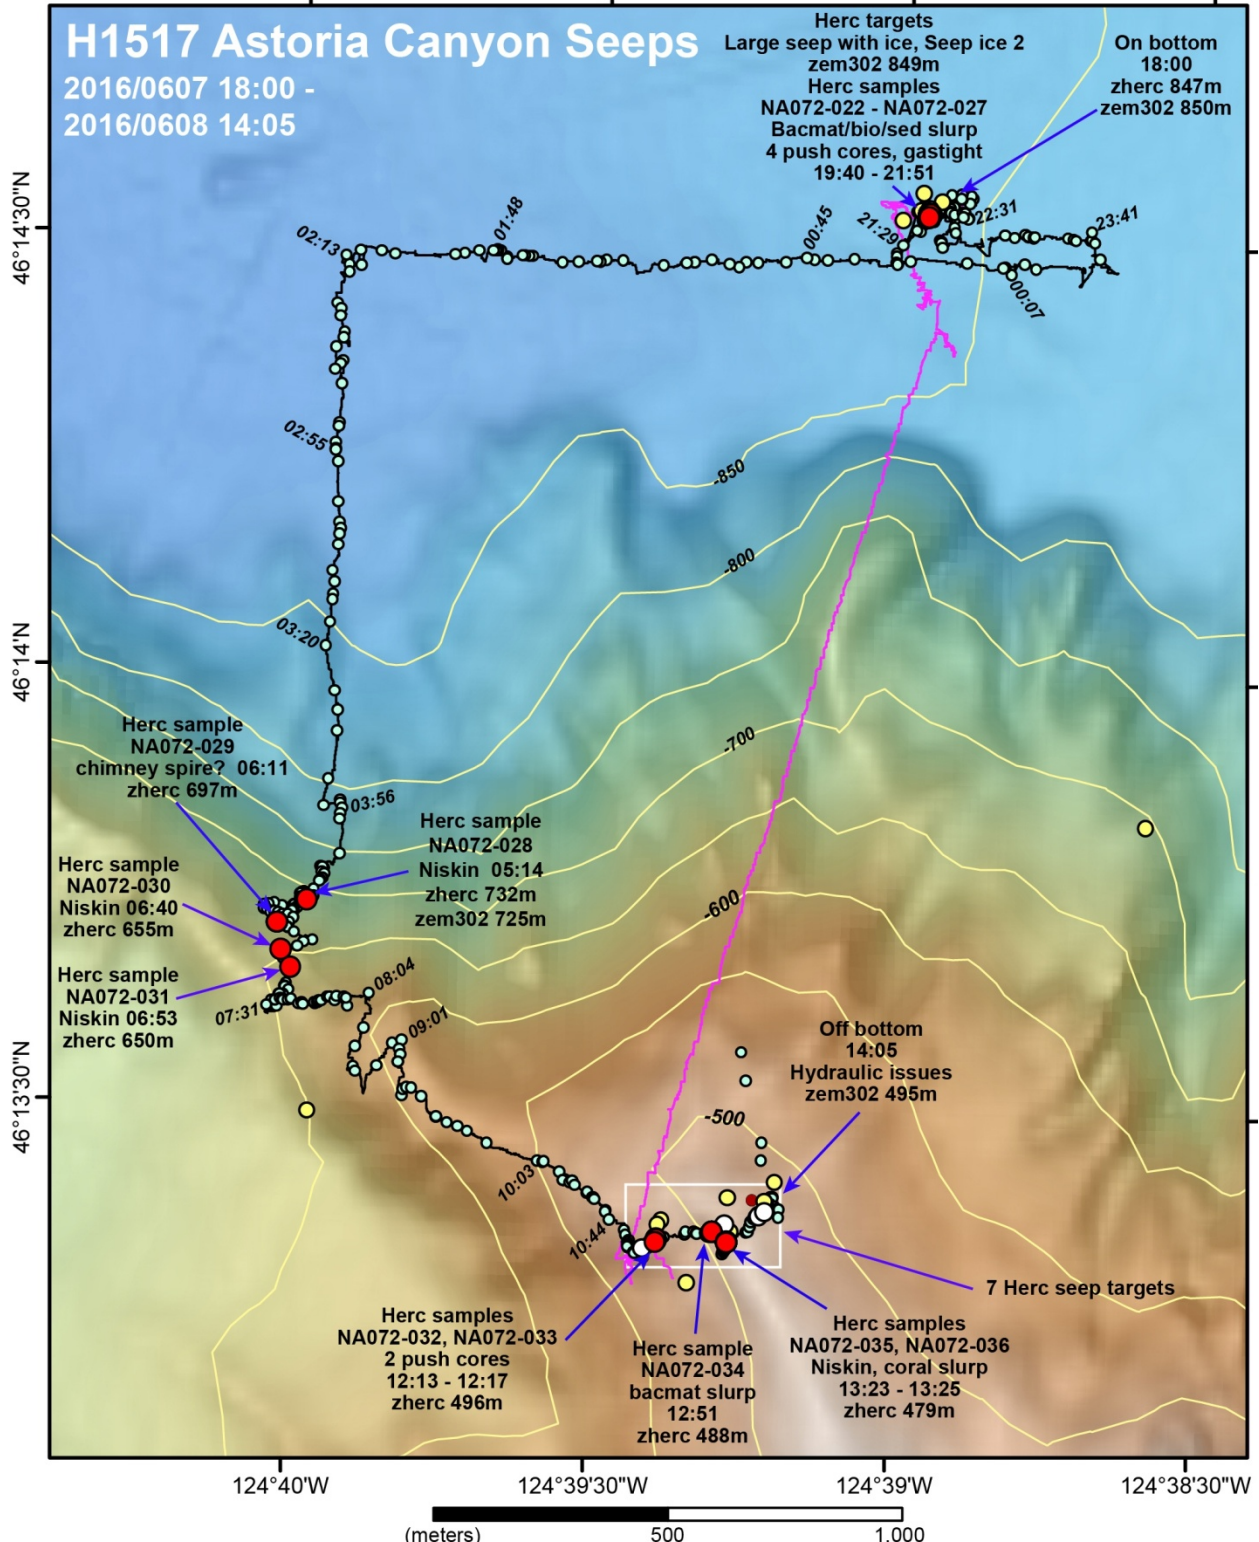 H1517 Astoria Canyon Seeps
2016/0607 18:00 -
2016/0608 14:05
Herc targets
Large seep with ice, Seep ice 2
zem302 849m
Herc samples
NA072-022 - NA072-027
Bacmat/bio/sed slurp
4 push cores, gastight
19:40 - 21:51
On bottom
18:00
zherc 847m
zem302 850m
46°14'30"N
02:13
01:48
00:45
21:29
22:31
23:41
00:07
02:55
-850
-800
03:20
46°14'N
-700
Herc sample
NA072-029
chimney spire? 06:11
zherc 697m
03:56
Herc sample
NA072-028
Niskin 05:14
zherc 732m
zem302 725m
Herc sample
NA072-030
Niskin 06:40
zherc 655m
-600
Herc sample
NA072-031
Niskin 06:53
zherc 650m
07:31
08:04
09:01
Off bottom
14:05
Hydraulic issues
zem302 495m
46°13'30"N
-500
10:03
10:44
7 Herc seep targets
Herc samples
NA072-032, NA072-033
2 push cores
12:13 - 12:17
zherc 496m
Herc sample
NA072-034
bacmat slurp
12:51
zherc 488m
Herc samples
NA072-035, NA072-036
Niskin, coral slurp
13:23 - 13:25
zherc 479m
124°40'W
124°39'30"W
124°39'W
124°38'30"W
(meters)
500
1,000